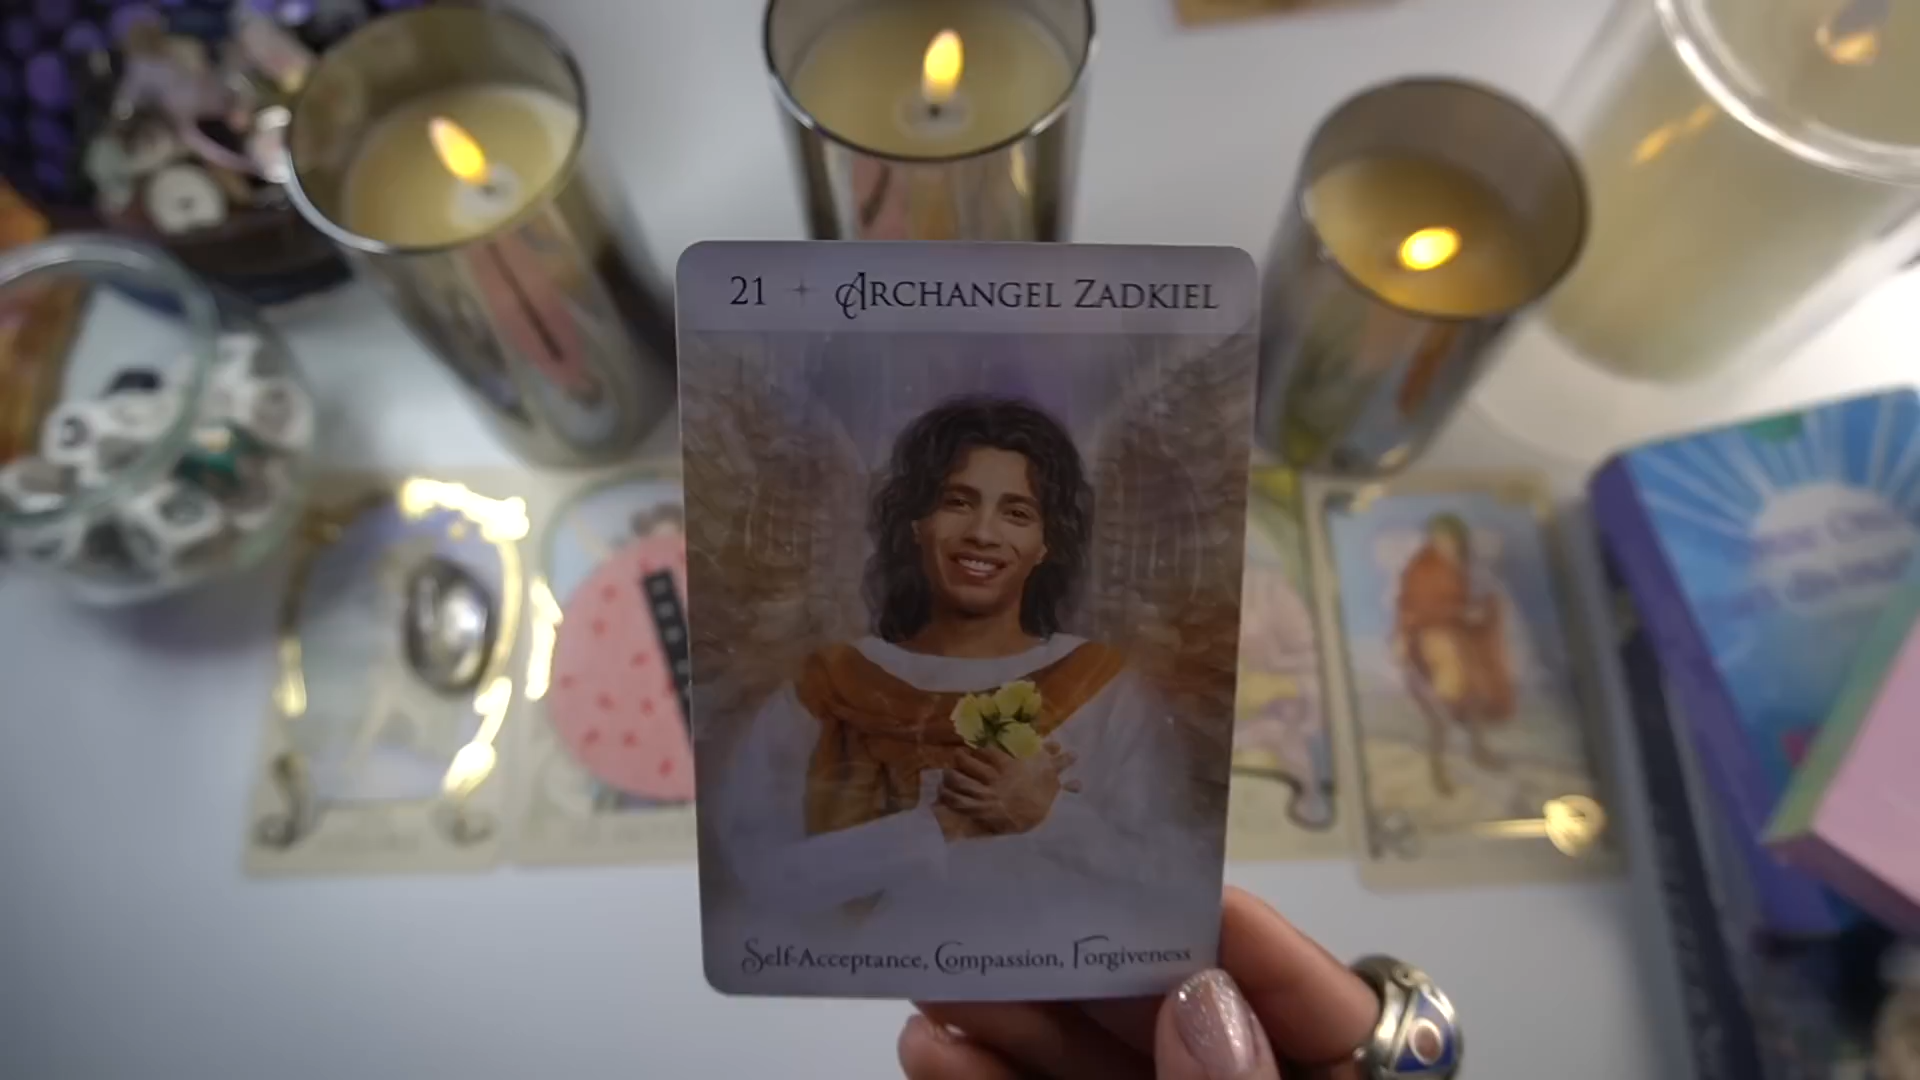 21 ARCHANGEL ZADKIEL
Self-Acceptance, Compassion, Forgiveness